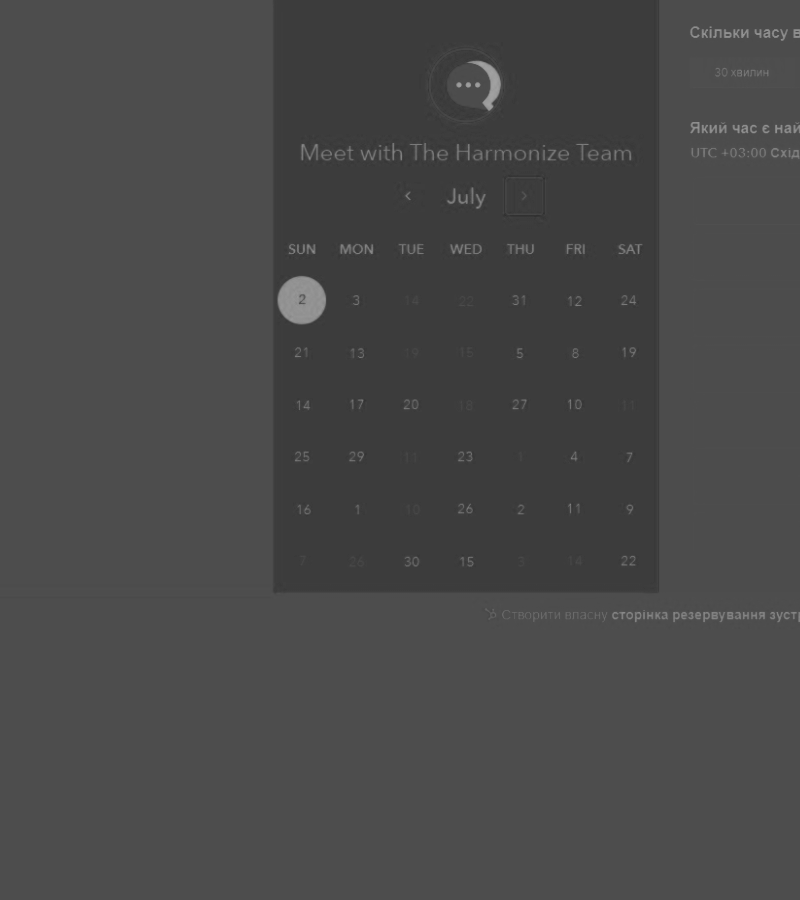 Meet with The Harmonize Team
July
SUN MON TUE WED THU FRI SAT
2 3 14 22 31 12 24
21 13 19 15 5 8 19
14 17 20 18 27 10 11
25 29 11 23 1 4 7
16 1 10 26 2 11 9
7 26 30 15 3 14 22
Скільки часу в
30 хвилин
Який час є най
UTC +03:00 Схід
Створити власну сторінка резервування зуст